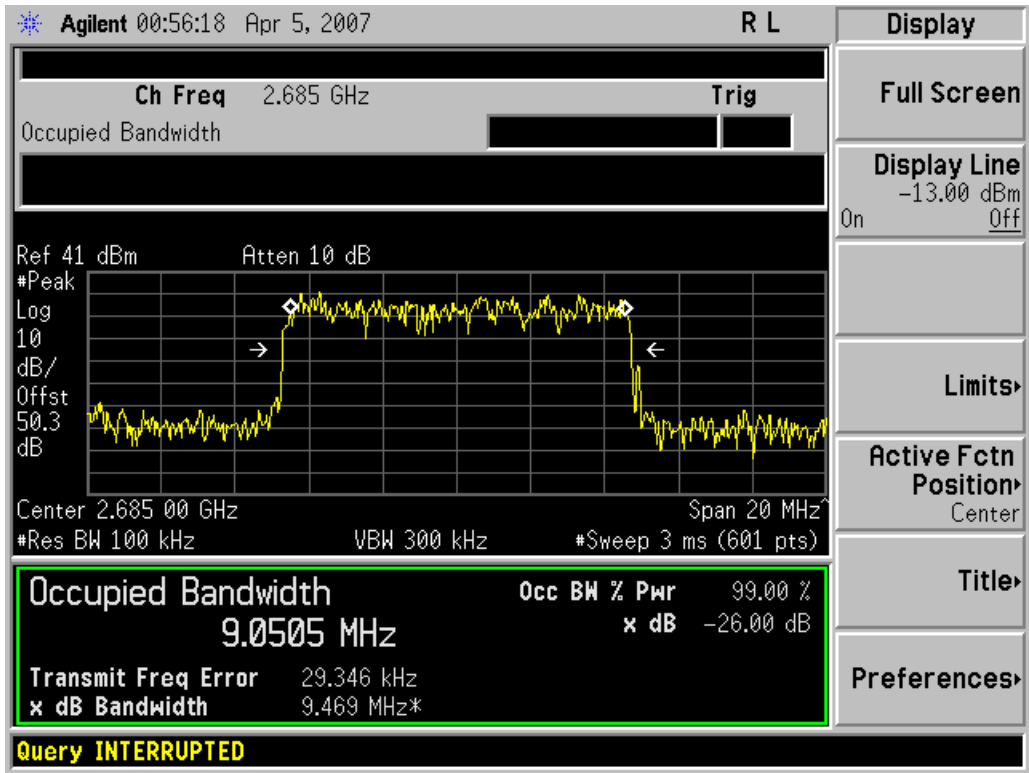 Agilent 00:56:18 Apr 5, 2007 R L
Ch Freq 2.685 GHz Trig
Occupied Bandwidth
Ref 41 dBm Atten 10 dB
#Peak
Log
10
dB/
Offst
50.3
dB
Center 2.685 00 GHz Span 20 MHz^
#Res BW 100 kHz VBW 300 kHz #Sweep 3 ms (601 pts)
Occupied Bandwidth
9.0505 MHz
Occ BW % Pwr 99.00 %
x dB -26.00 dB
Transmit Freq Error 29.346 kHz
x dB Bandwidth 9.469 MHz*
Query INTERRUPTED
Display
Full Screen
Display Line
-13.00 dBm
On Off
Limits
Active Fctn
Position
Center
Title
Preferences